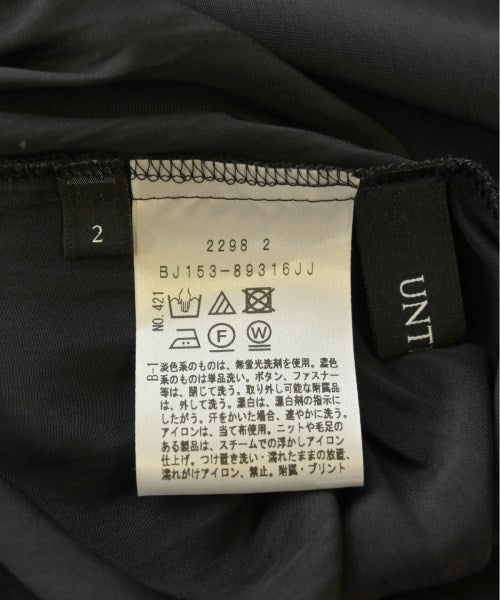 2
2298 2
BJ153-89316JJ
NO.421
F
W
B-1
淡色系のものは、無蛍光洗剤を使用。濃色
系のものは単品洗い。ボタン、ファスナー
等は、閉じて洗う。取り外し可能な附属品
は、外して洗う。漂白は、漂白剤の指示に
したがう。汗をかいた場合、速やかに洗う。
アイロンは、当て布使用。ニットや毛足の
ある製品は、スチームでの浮かしアイロン
仕上げ。つけ置き洗い・濡れたままの放置、
濡れがけアイロン、禁止。附属・プリント
UNT